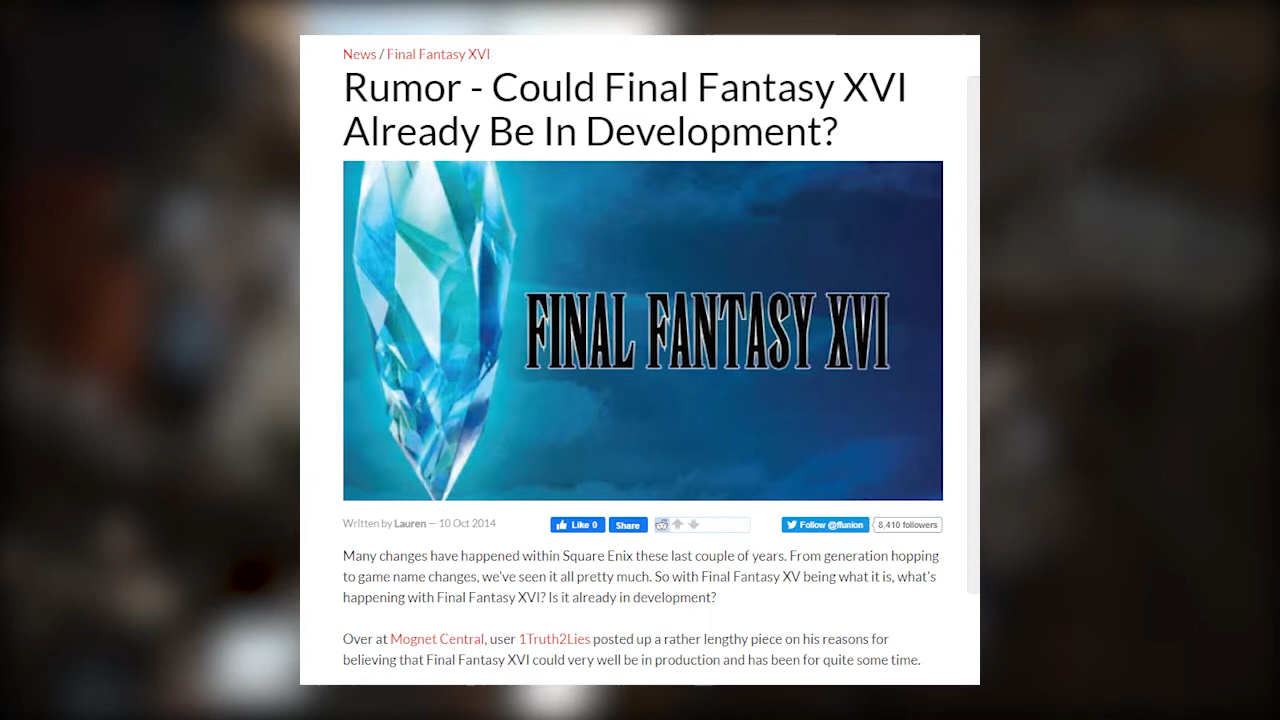 News / Final Fantasy XVI
Rumor - Could Final Fantasy XVI
Already Be In Development?
FINAL FANTASY XVI
Written by Lauren — 10 Oct 2014
Like 0
Share
Follow @ffunion
8,410 followers
Many changes have happened within Square Enix these last couple of years. From generation hopping
to game name changes, we've seen it all pretty much. So with Final Fantasy XV being what it is, what's
happening with Final Fantasy XVI? Is it already in development?
Over at Mognet Central, user 1Truth2Lies posted up a rather lengthy piece on his reasons for
believing that Final Fantasy XVI could very well be in production and has been for quite some time.